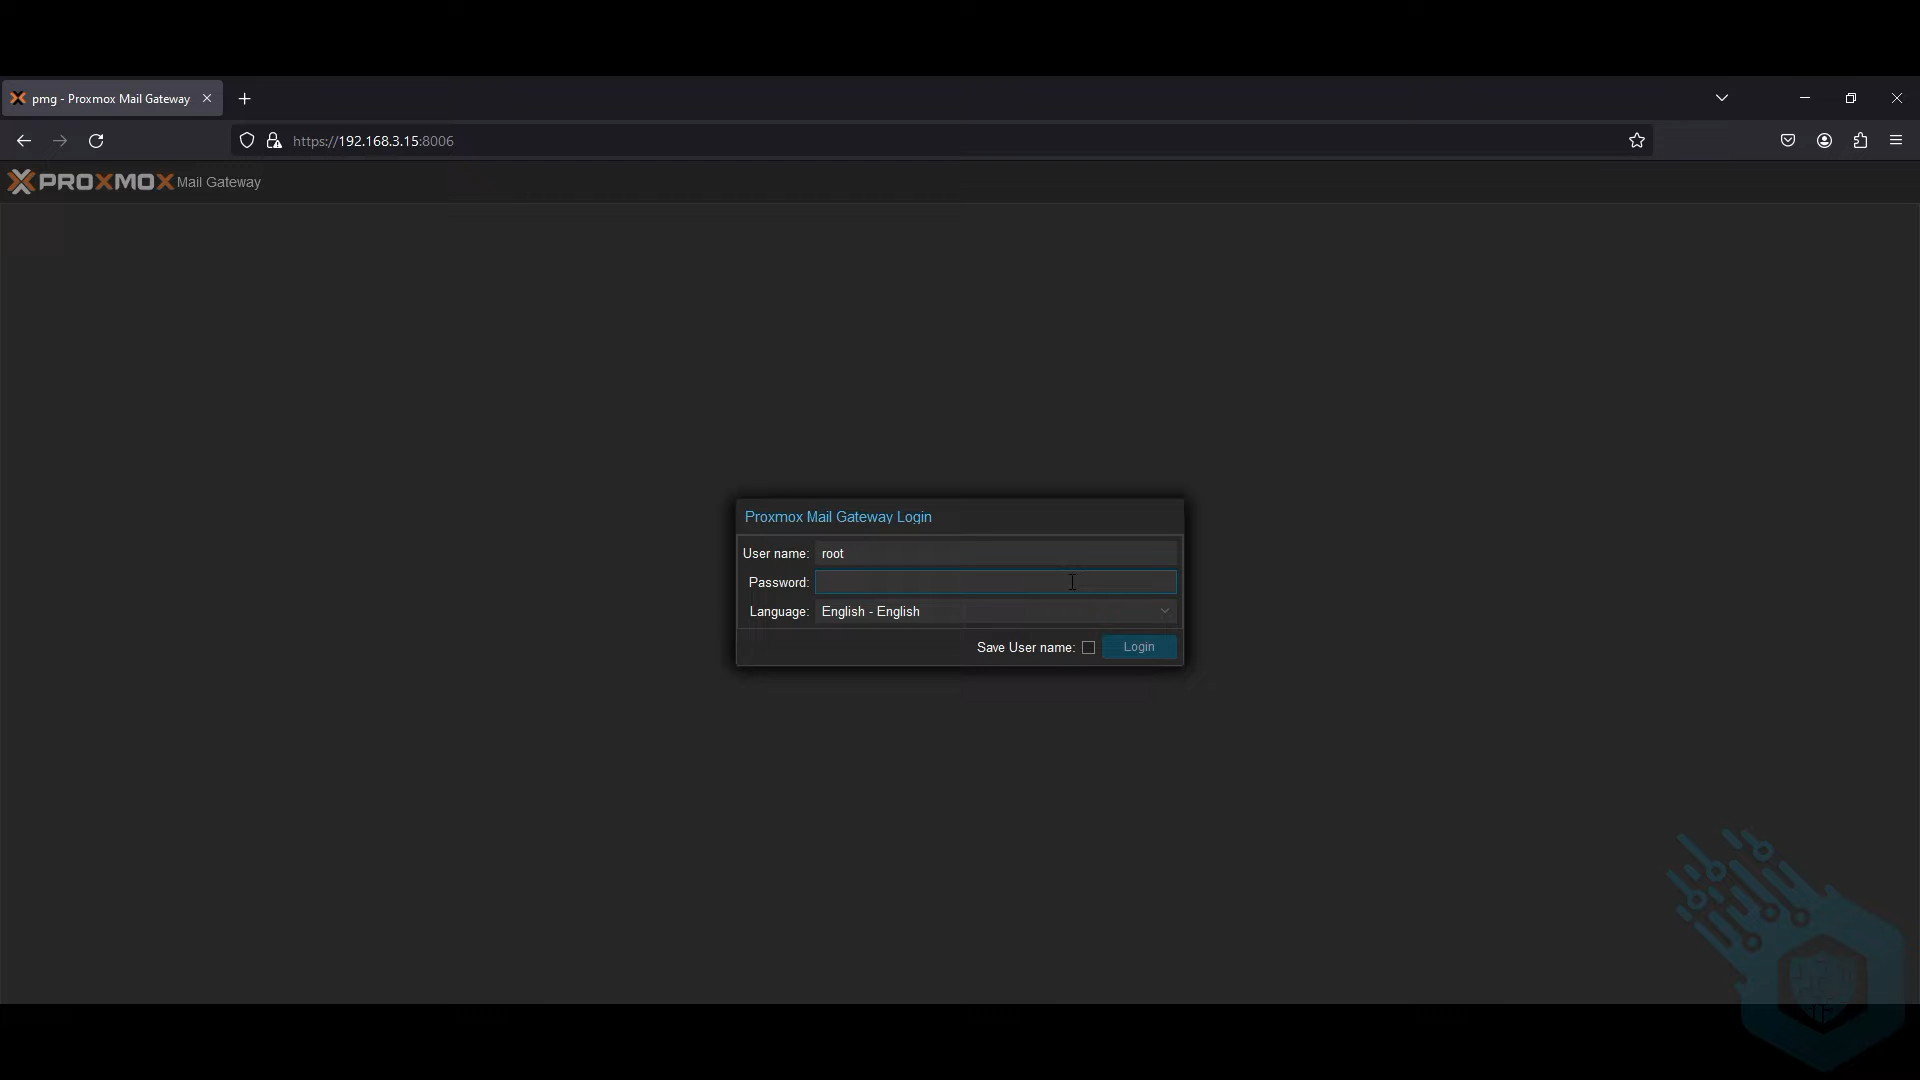 pmg - Proxmox Mail Gateway
https://192.168.3.15:8006
PROXMOX Mail Gateway
Proxmox Mail Gateway Login
User name: root
Password:
Language: English - English
Save User name: Login